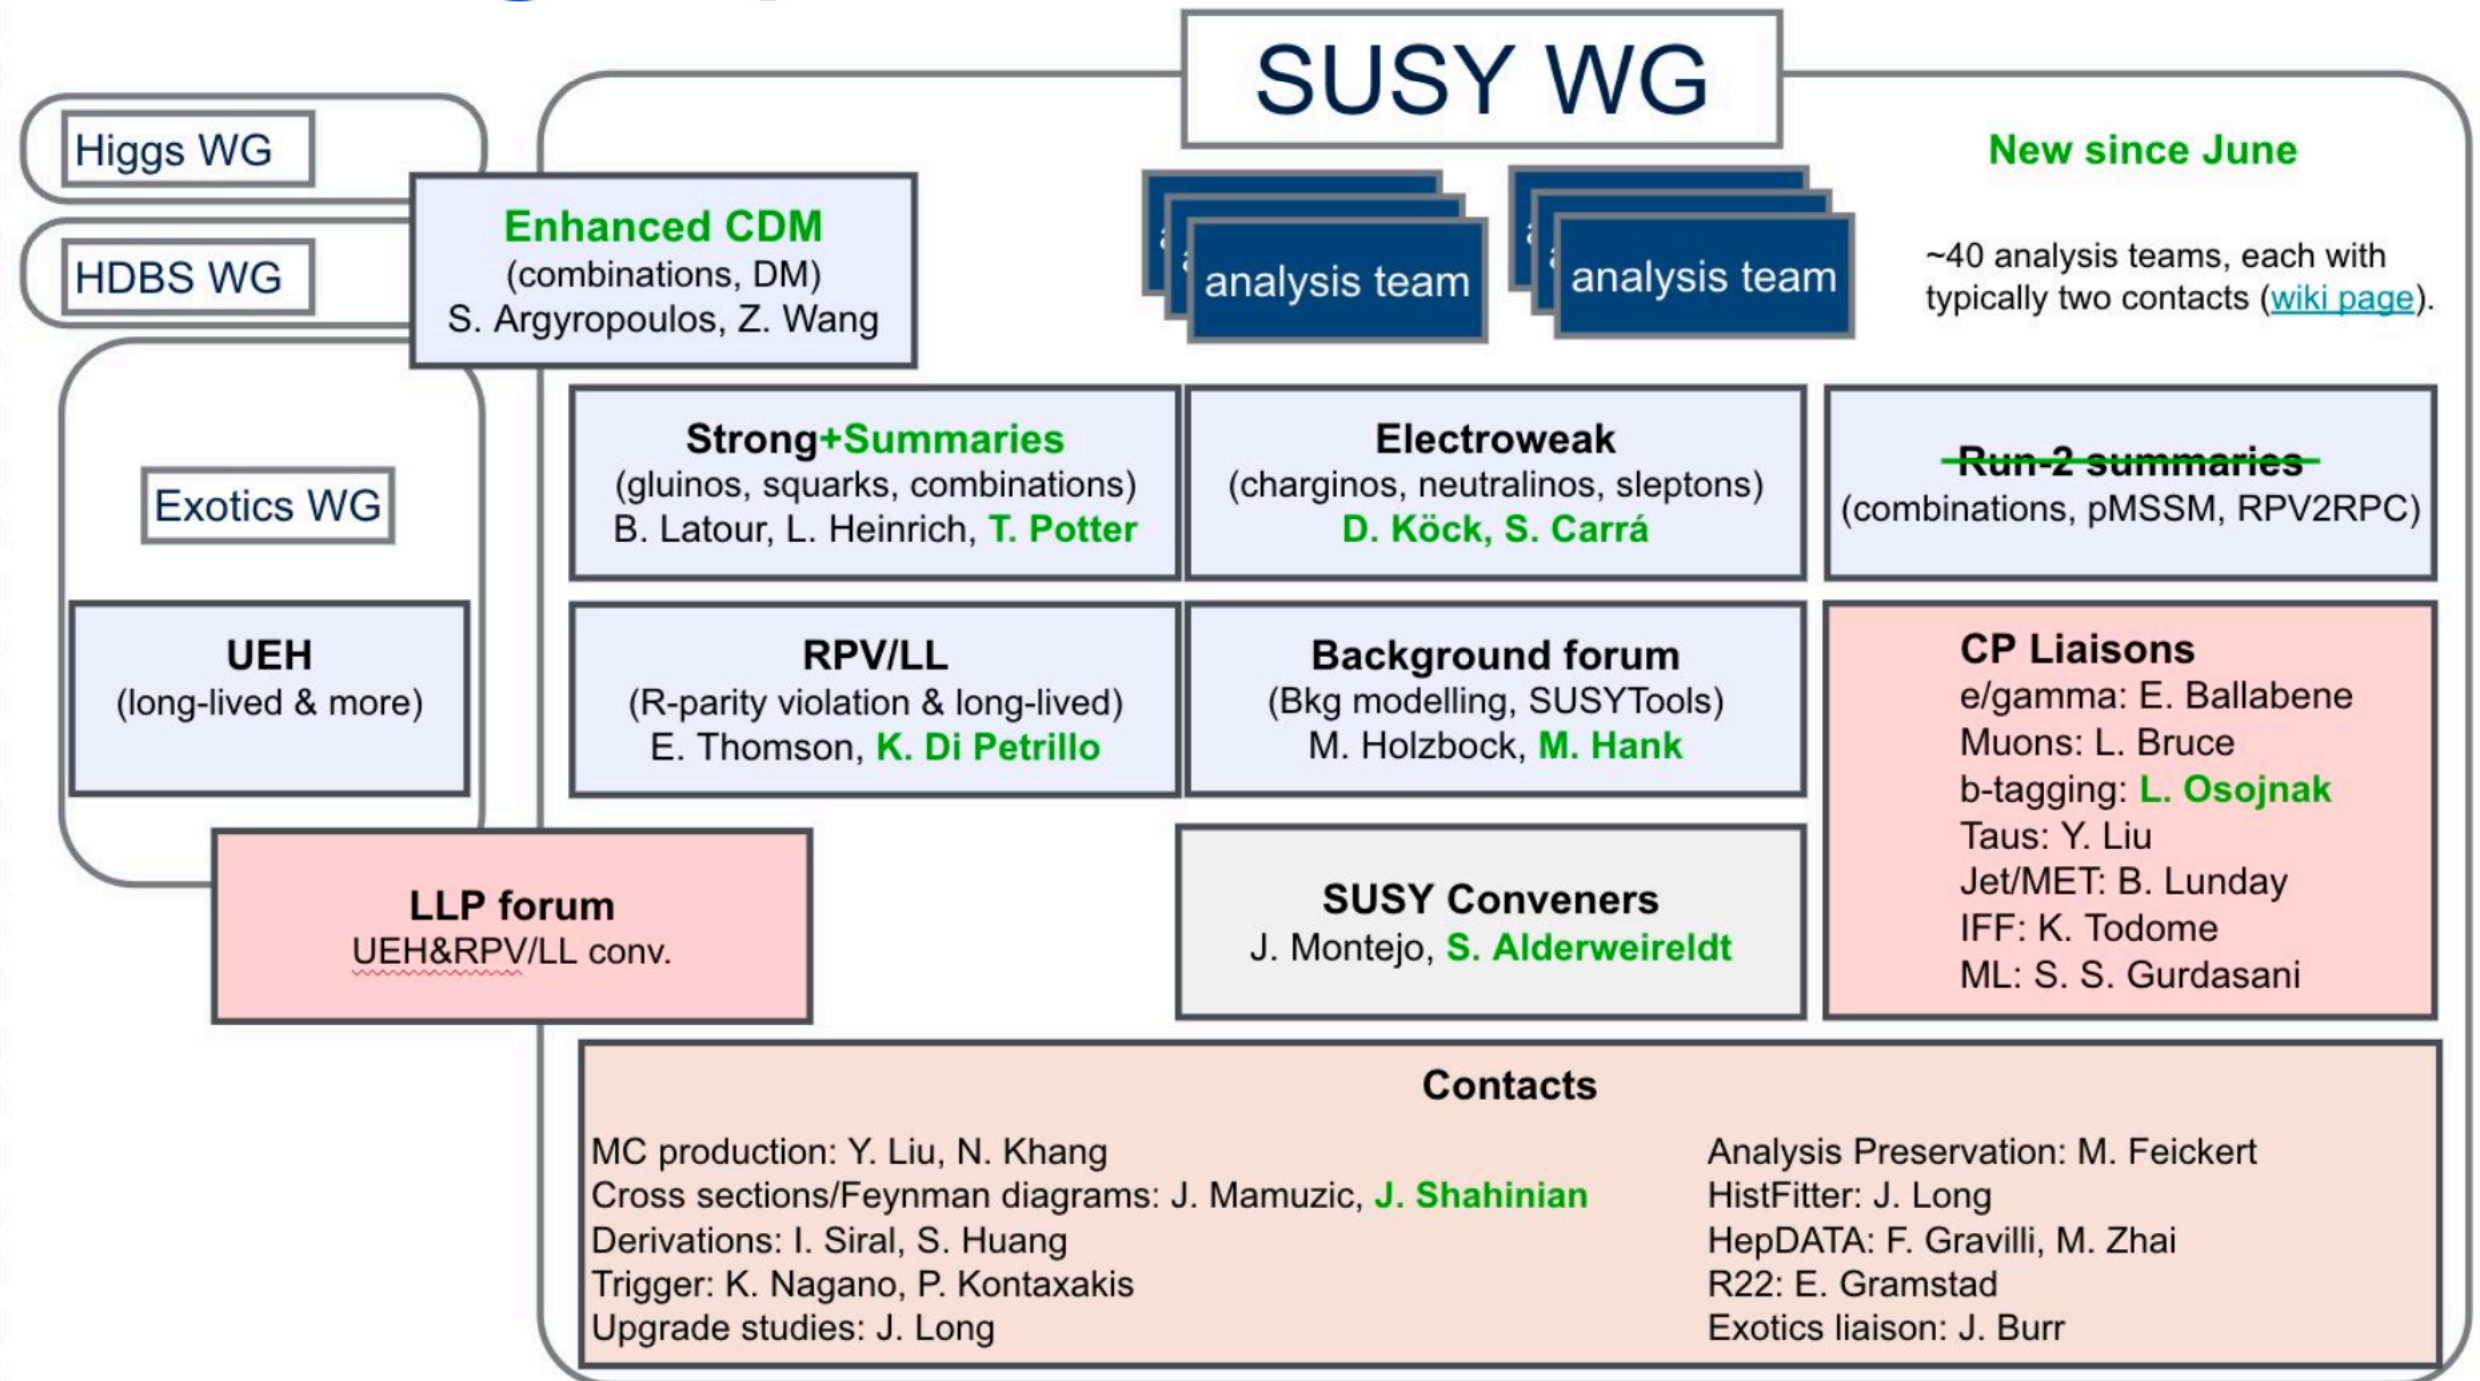 SUSY WG
Higgs WG
HDBS WG
Enhanced CDM
(combinations, DM)
S. Argyropoulos, Z. Wang
analysis team
analysis team
New since June
~40 analysis teams, each with
typically two contacts (wiki page).
Exotics WG
Strong+Summaries
(gluinos, squarks, combinations)
B. Latour, L. Heinrich, T. Potter
Electroweak
(charginos, neutralinos, sleptons)
D. Köck, S. Carrá
Run-2 summaries
(combinations, pMSSM, RPV2RPC)
UEH
(long-lived & more)
RPV/LL
(R-parity violation & long-lived)
E. Thomson, K. Di Petrillo
Background forum
(Bkg modelling, SUSYTools)
M. Holzbock, M. Hank
CP Liaisons
e/gamma: E. Ballabene
Muons: L. Bruce
b-tagging: L. Osojnak
Taus: Y. Liu
Jet/MET: B. Lunday
IFF: K. Todome
ML: S. S. Gurdasani
LLP forum
UEH&RPV/LL conv.
SUSY Conveners
J. Montejo, S. Alderweireldt
Contacts
MC production: Y. Liu, N. Khang
Cross sections/Feynman diagrams: J. Mamuzic, J. Shahinian
Derivations: I. Siral, S. Huang
Trigger: K. Nagano, P. Kontaxakis
Upgrade studies: J. Long
Analysis Preservation: M. Feickert
HistFitter: J. Long
HepDATA: F. Gravilli, M. Zhai
R22: E. Gramstad
Exotics liaison: J. Burr